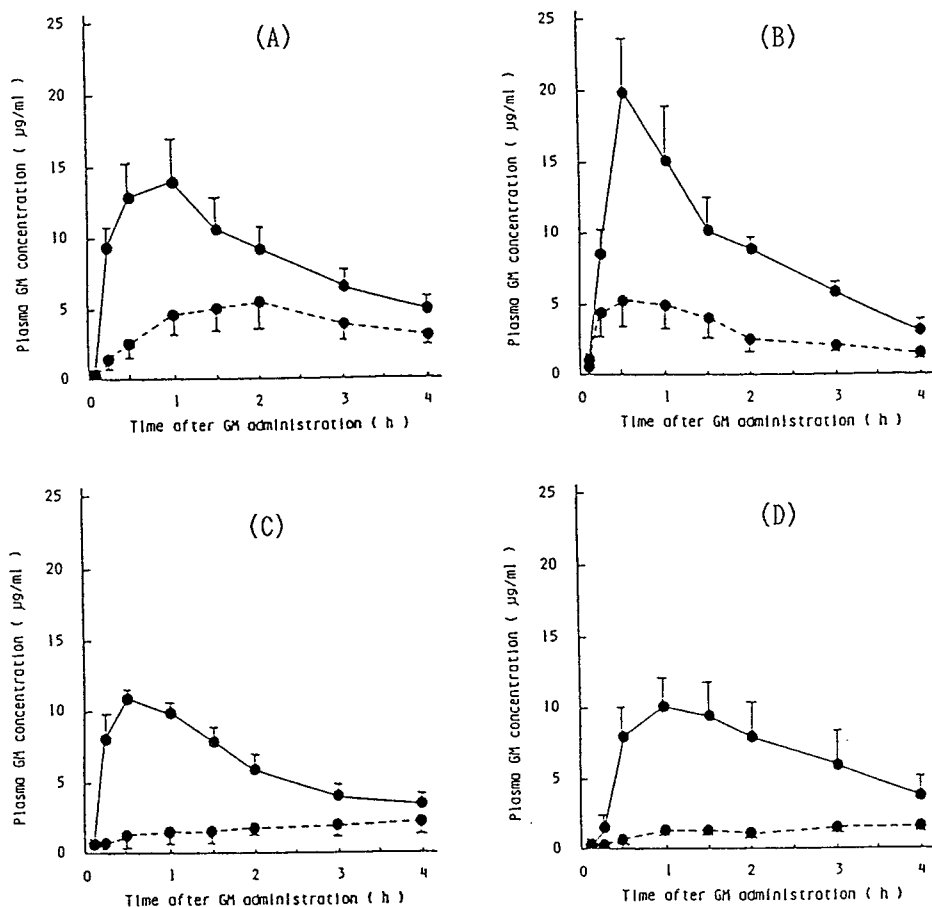 (A)
Plasma GM concentration ( µg/ml )
25
20
15
10
5
0
0 1 2 3 4
Time after GM administration ( h )
(B)
Plasma GM concentration ( µg/ml )
25
20
15
10
5
0
0 1 2 3 4
Time after GM administration ( h )
(C)
Plasma GM concentration ( µg/ml )
25
20
15
10
5
0
0 1 2 3 4
Time after GM administration ( h )
(D)
Plasma GM concentration ( µg/ml )
25
20
15
10
5
0
0 1 2 3 4
Time after GM administration ( h )